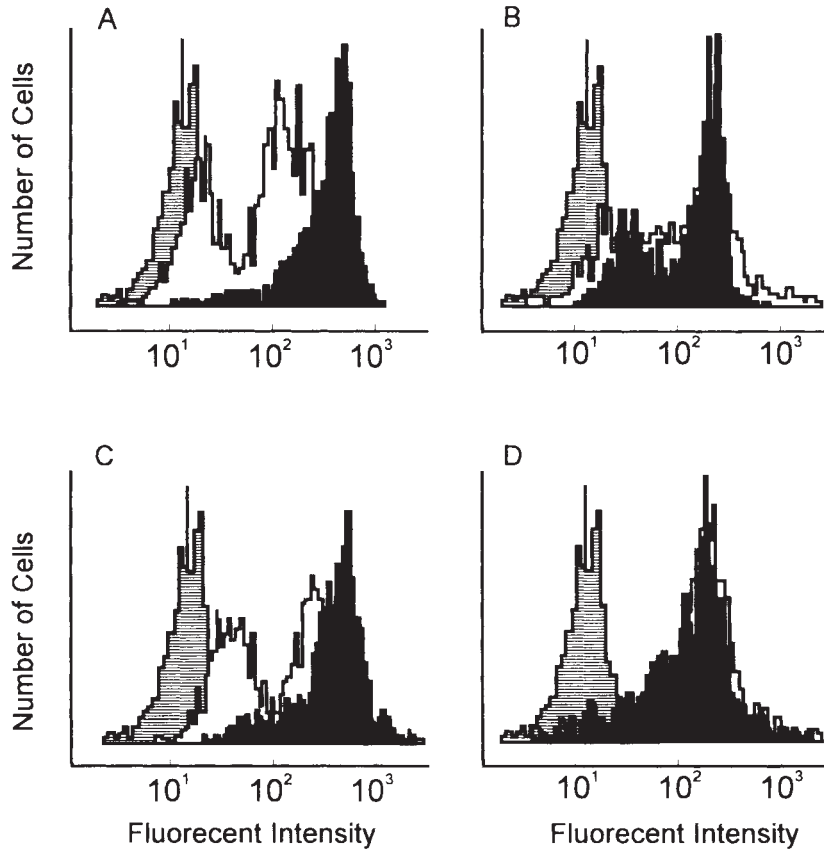 A
B
Number of Cells
10¹ 10² 10³
10¹ 10² 10³
C
D
Number of Cells
10¹ 10² 10³
10¹ 10² 10³
Fluorecent Intensity
Fluorecent Intensity